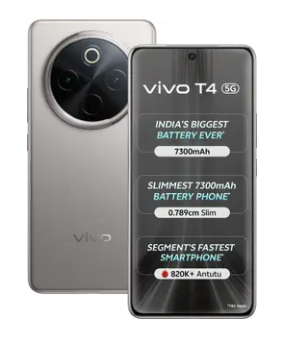 vivo
vivo T4 5G
INDIA'S BIGGEST
BATTERY EVER*
7300mAh
SLIMMEST 7300mAh
BATTERY PHONE*
0.789cm Slim
SEGMENT'S FASTEST
SMARTPHONE*
820K+ Antutu